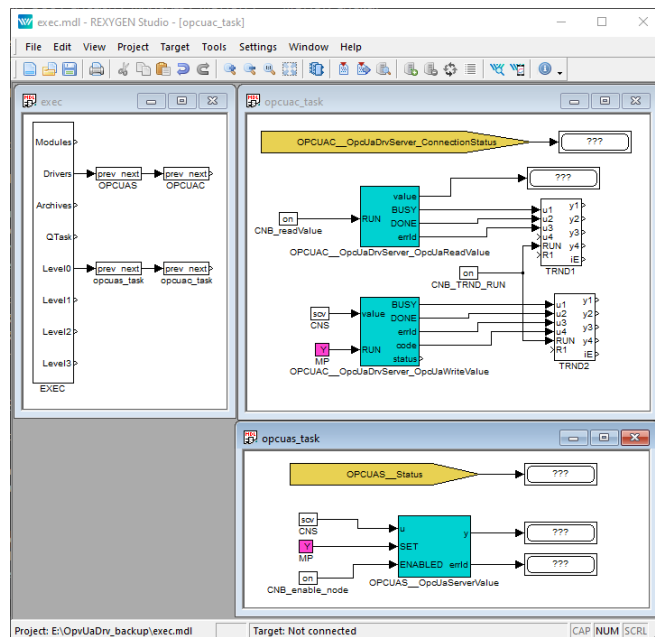 exec.mdl - REXYGEN Studio - [opcuac_task]
File Edit View Project Target Tools Settings Window Help
exec
Modules
Drivers
prev next
OPCUAS
prev next
OPCUAC
Archives
QTask
Level0
prev next
opcuas_task
prev next
opcuac_task
Level1
Level2
Level3
EXEC
opcuac_task
OPCUAC__OpcUaDrvServer_ConnectionStatus
???
???
on
CNB_readValue
RUN
value
BUSY
DONE
errId
OPCUAC__OpcUaDrvServer_OpcUaReadValue
u1
u2
u3
u4
RUN
R1
y1
y2
y3
y4
iE
TRND1
on
CNB_TRND_RUN
scv
CNS
Y
MP
value
RUN
BUSY
DONE
errId
code
status
OPCUAC__OpcUaDrvServer_OpcUaWriteValue
u1
u2
u3
u4
RUN
R1
y1
y2
y3
y4
iE
TRND2
opcuas_task
OPCUAS__Status
???
scv
CNS
Y
MP
on
CNB_enable_node
u
SET
ENABLED
y
errId
OPCUAS__OpcUaServerValue
???
???
Project: E:\OpvUaDrv_backup\exec.mdl
Target: Not connected
CAP NUM SCRL